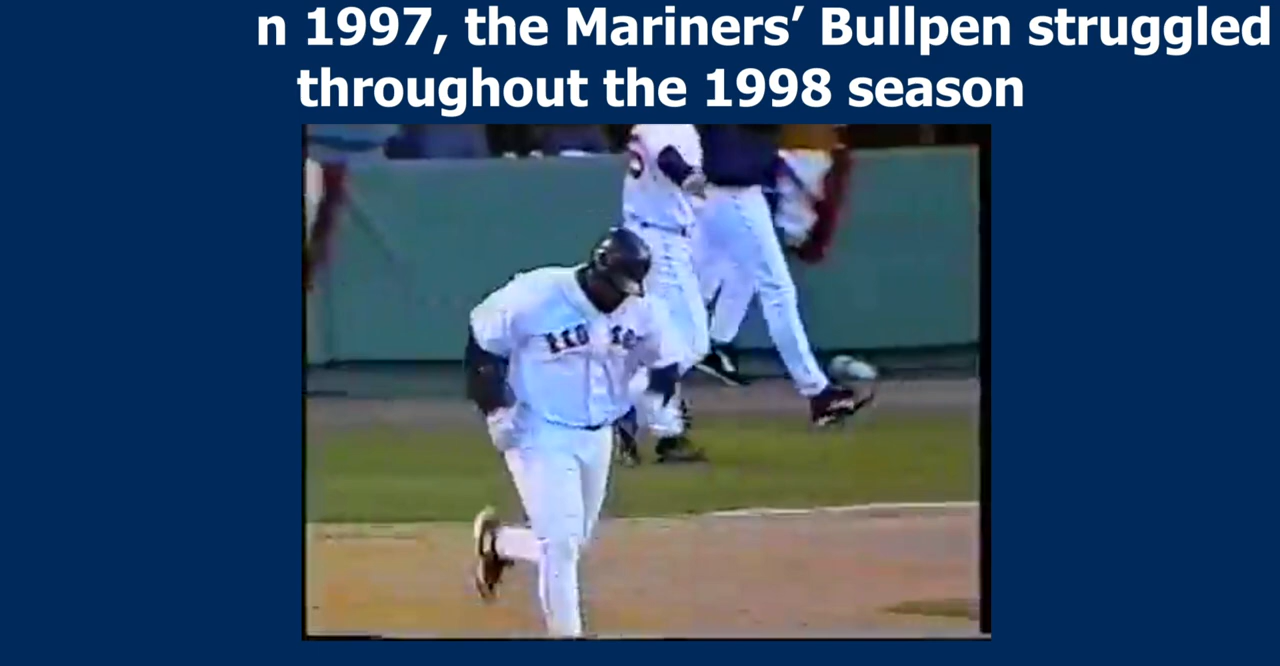 n 1997, the Mariners’ Bullpen struggled
throughout the 1998 season